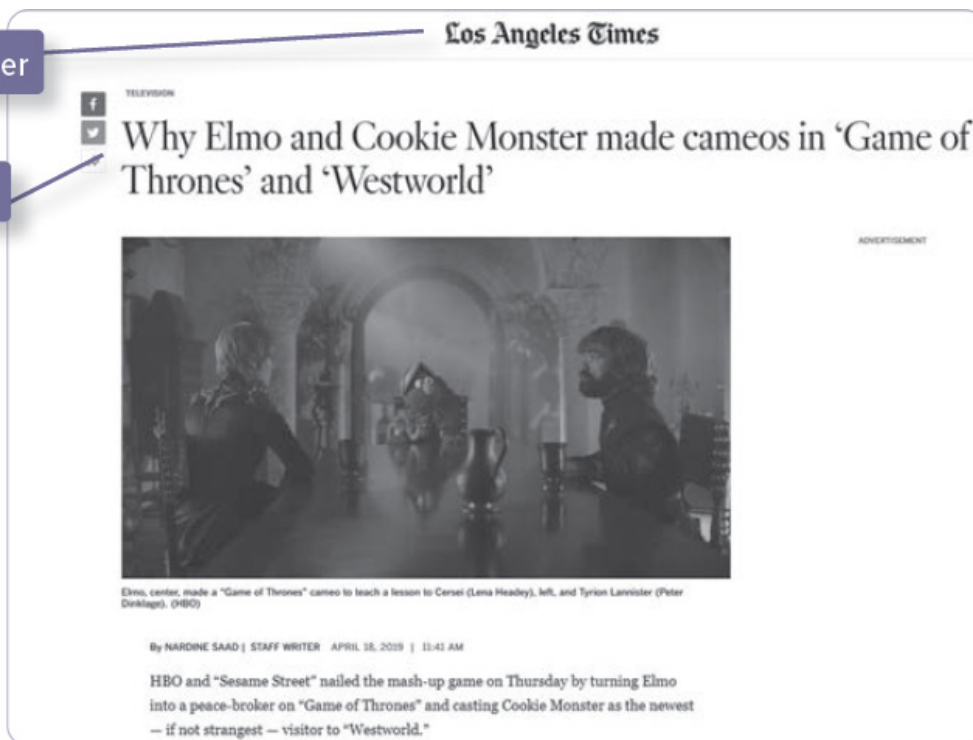 Los Angeles Times
er
TELEVISION
Why Elmo and Cookie Monster made cameos in ‘Game of
Thrones’ and ‘Westworld’
ADVERTISEMENT
Elmo, center, made a “Game of Thrones” cameo to teach a lesson to Cersei (Lena Headey), left, and Tyrion Lannister (Peter
Dinklage). (HBO)
By NARDINE SAAD | STAFF WRITER APRIL 18, 2019 | 11:41 AM
HBO and “Sesame Street” nailed the mash-up game on Thursday by turning Elmo
into a peace-broker on “Game of Thrones” and casting Cookie Monster as the newest
— if not strangest — visitor to “Westworld.”